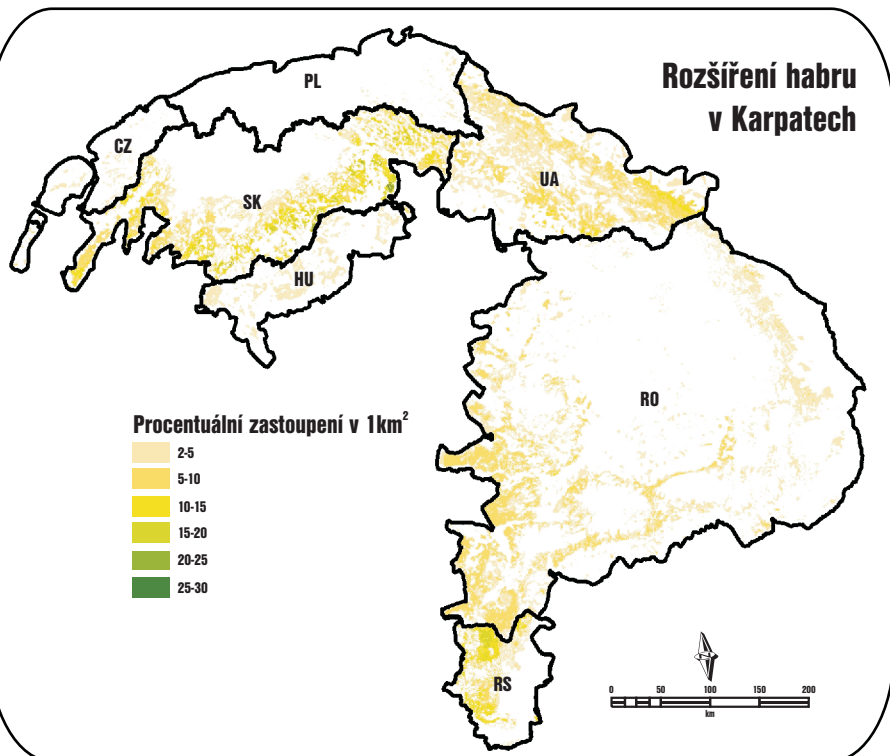 Rozšíření habru
v Karpatech
PL
CZ
SK
UA
HU
RO
RS
Procentuální zastoupení v 1km²
2-5
5-10
10-15
15-20
20-25
25-30
0 50 100 150 200
km